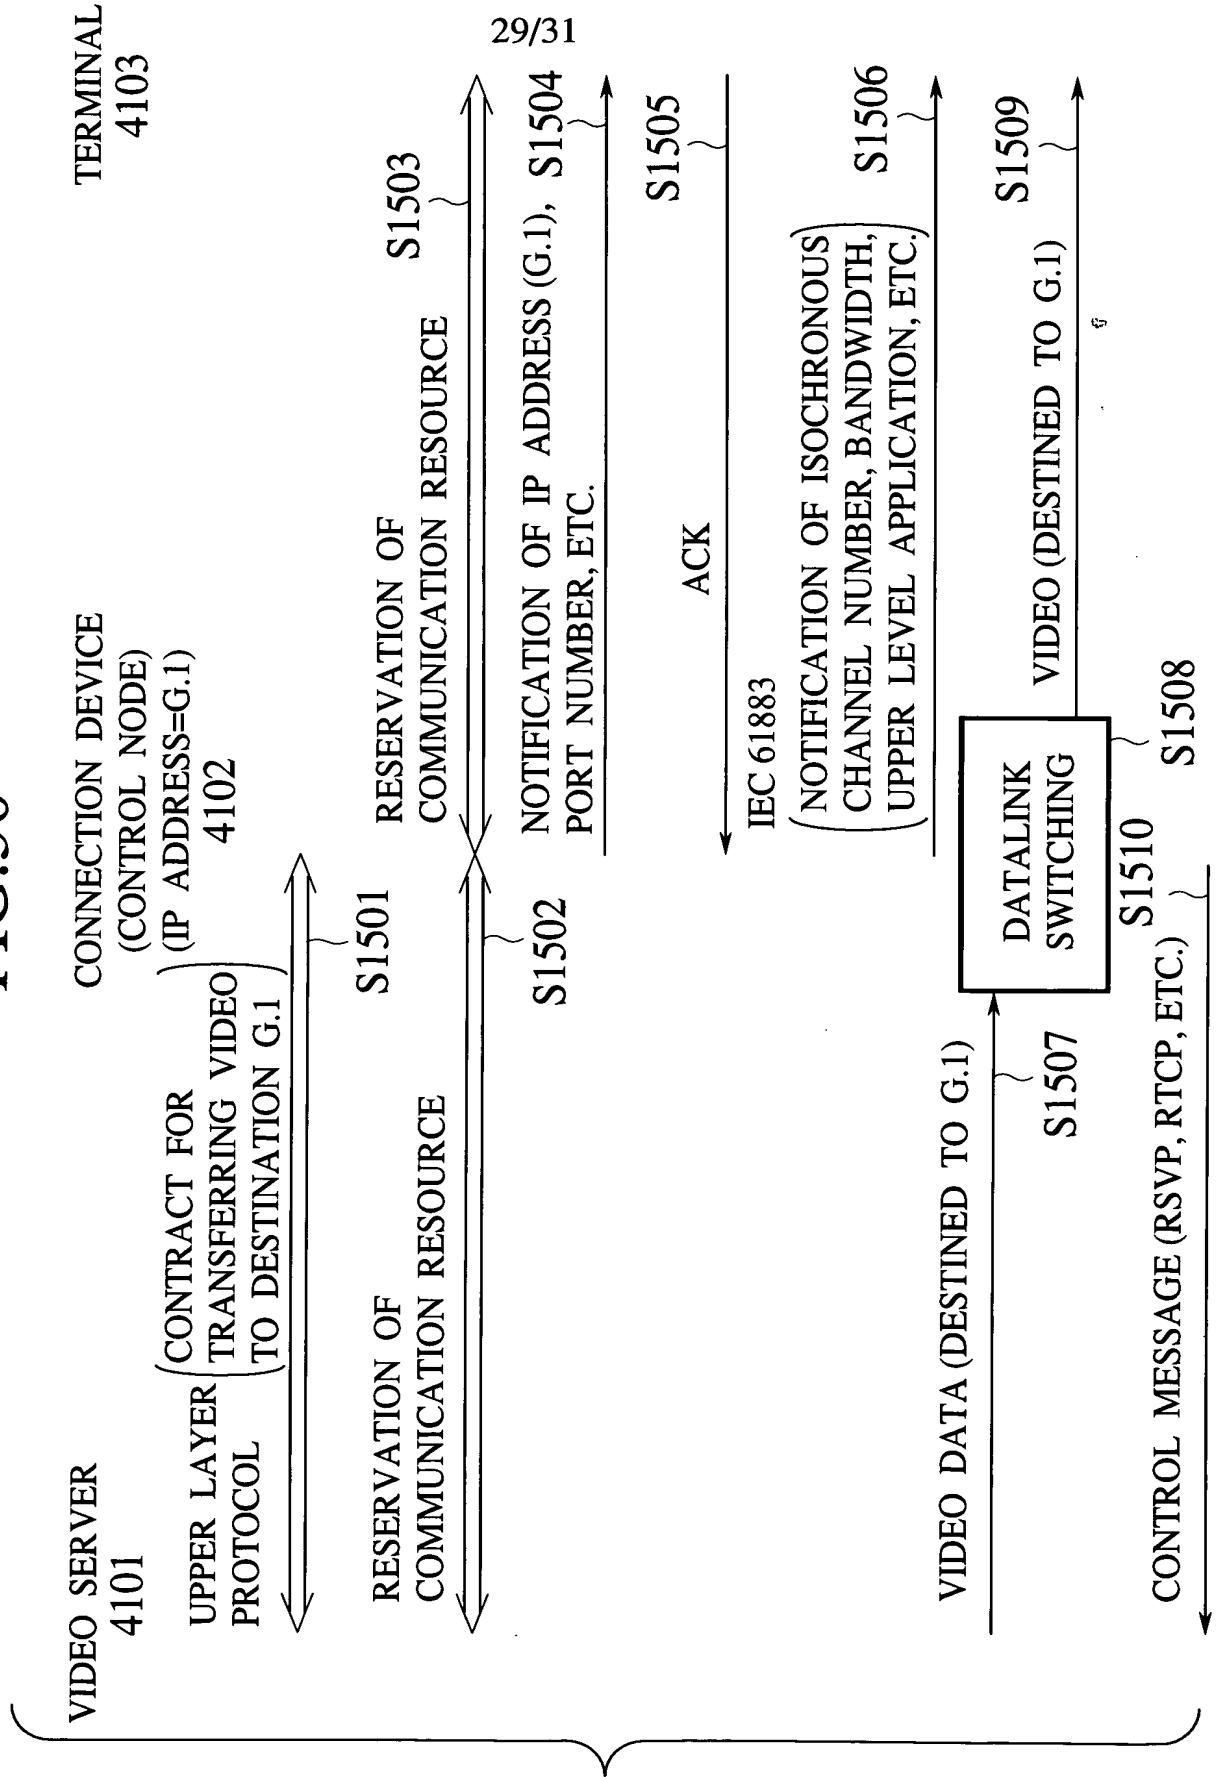 29/31
VIDEO SERVER
4101
CONNECTION DEVICE
(CONTROL NODE)
(IP ADDRESS=G.1)
4102
TERMINAL
4103
UPPER LAYER
PROTOCOL
(CONTRACT FOR
TRANSFERRING VIDEO
TO DESTINATION G.1)
S1501
RESERVATION OF
COMMUNICATION RESOURCE
S1502
RESERVATION OF
COMMUNICATION RESOURCE
S1503
NOTIFICATION OF IP ADDRESS (G.1),
PORT NUMBER, ETC.
S1504
ACK
S1505
IEC 61883
(NOTIFICATION OF ISOCHRONOUS
CHANNEL NUMBER, BANDWIDTH,
UPPER LEVEL APPLICATION, ETC.)
S1506
VIDEO DATA (DESTINED TO G.1)
S1507
DATALINK
SWITCHING
S1508
VIDEO (DESTINED TO G.1)
S1509
CONTROL MESSAGE (RSVP, RTCP, ETC.)
S1510